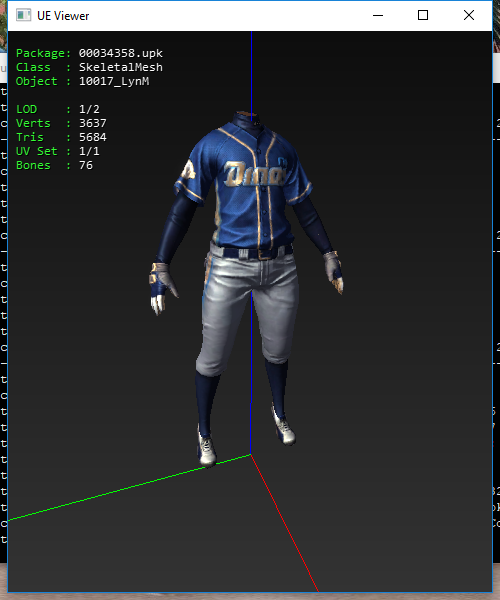 UE Viewer
Package: 00034358.upk
Class : SkeletalMesh
Object : 10017_LynM
LOD : 1/2
Verts : 3637
Tris : 5684
UV Set : 1/1
Bones : 76
Dinos